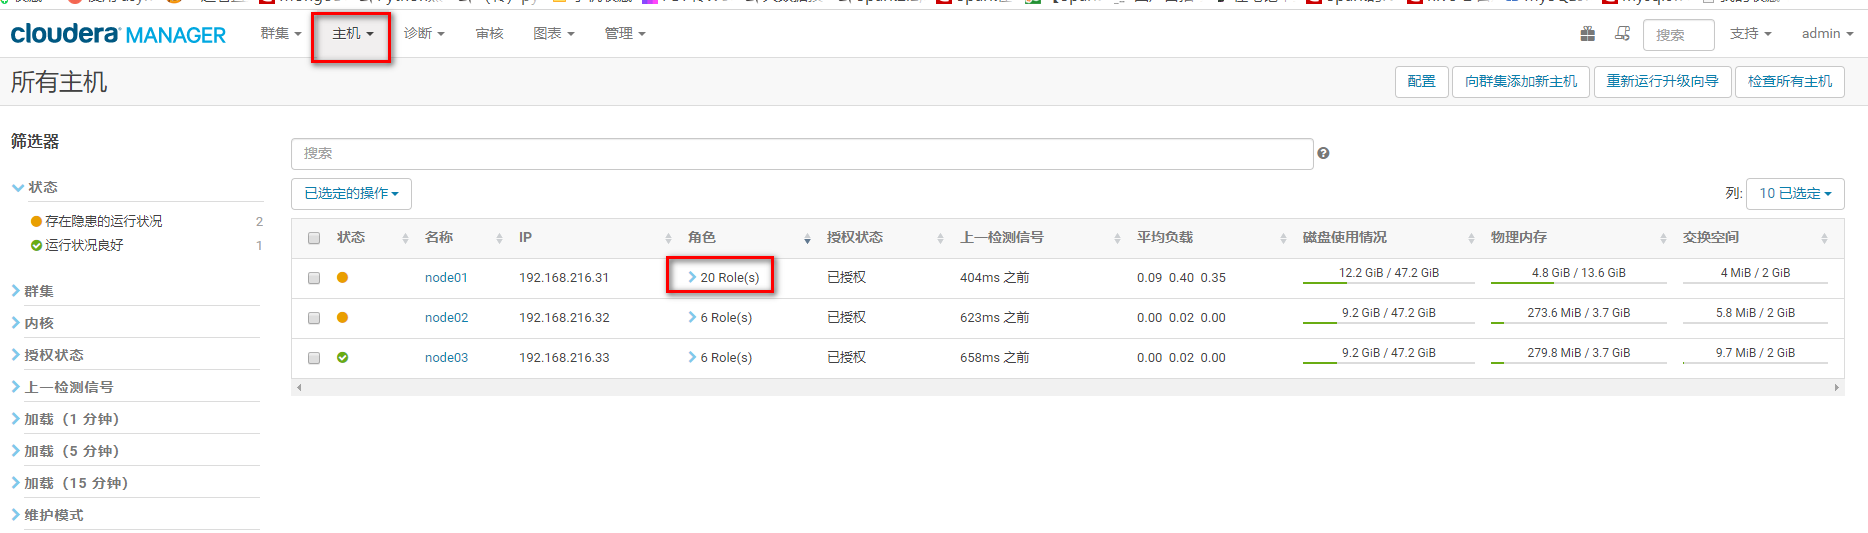 cloudera MANAGER 群集 主机 诊断 审核 图表 管理 搜索 支持 admin
所有主机 配置 向群集添加新主机 重新运行升级向导 检查所有主机
筛选器
搜索
状态
已选定的操作 列: 10 已选定
存在隐患的运行状况 2
运行状况良好 1
状态 名称 IP 角色 授权状态 上一检测信号 平均负载 磁盘使用情况 物理内存 交换空间
node01 192.168.216.31 20 Role(s) 已授权 404ms 之前 0.09 0.40 0.35 12.2 GiB / 47.2 GiB 4.8 GiB / 13.6 GiB 4 MiB / 2 GiB
node02 192.168.216.32 6 Role(s) 已授权 623ms 之前 0.00 0.02 0.00 9.2 GiB / 47.2 GiB 273.6 MiB / 3.7 GiB 5.8 MiB / 2 GiB
node03 192.168.216.33 6 Role(s) 已授权 658ms 之前 0.00 0.02 0.00 9.2 GiB / 47.2 GiB 279.8 MiB / 3.7 GiB 9.7 MiB / 2 GiB
群集
内核
授权状态
上一检测信号
加载（1 分钟）
加载（5 分钟）
加载（15 分钟）
维护模式